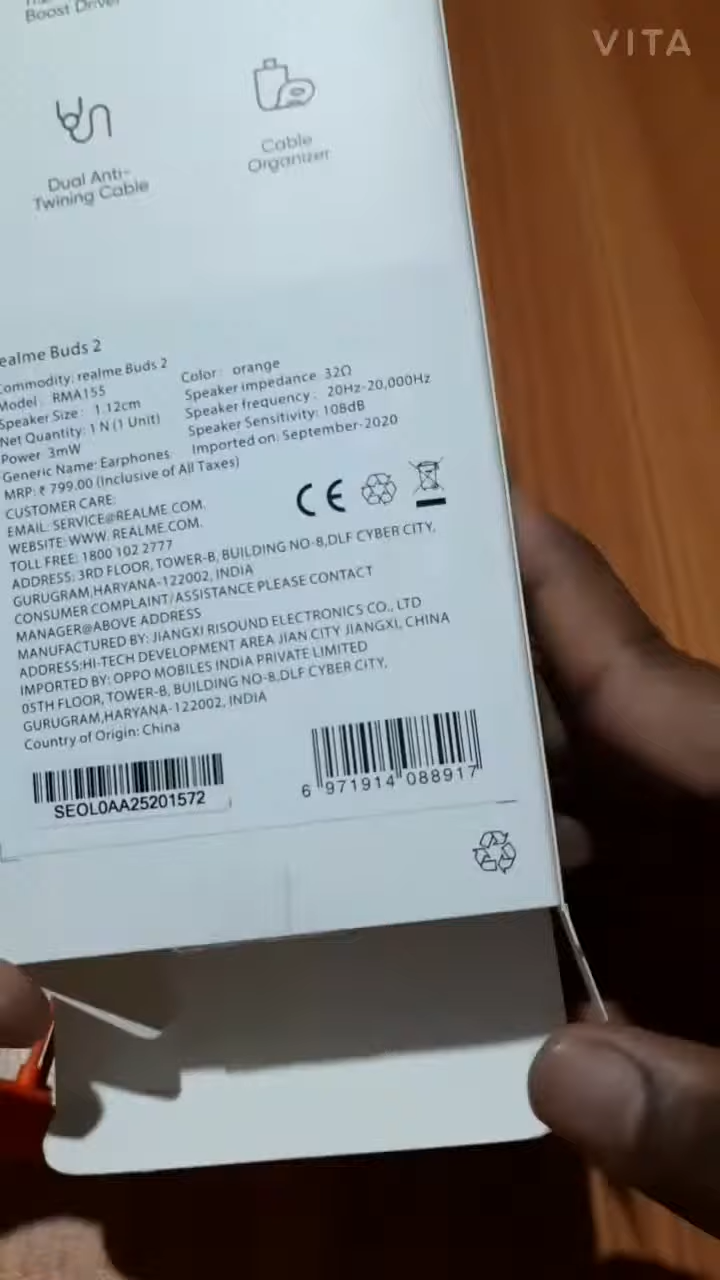 VITA
Boost Driver
Dual Anti-
Twining Cable
Cable
Organizer
ealme Buds 2
Commodity: realme Buds 2
Model : RMA155
Speaker Size : 1.12cm
Net Quantity: 1 N (1 Unit)
Power 3mW
Generic Name: Earphones
MRP: ₹ 799.00 (Inclusive of All Taxes)
Color : orange
Speaker impedance 32Ω
Speaker frequency : 20Hz-20,000Hz
Speaker Sensitivity: 108dB
Imported on: September-2020
CUSTOMER CARE:
EMAIL: SERVICE@REALME.COM.
WEBSITE: WWW. REALME.COM.
TOLL FREE: 1800 102 2777
ADDRESS: 3RD FLOOR, TOWER-B, BUILDING NO-8,DLF CYBER CITY,
GURUGRAM,HARYANA-122002, INDIA
CONSUMER COMPLAINT/ASSISTANCE PLEASE CONTACT
MANAGER@ABOVE ADDRESS
MANUFACTURED BY: JIANGXI RISOUND ELECTRONICS CO., LTD
ADDRESS:HI-TECH DEVELOPMENT AREA JIAN CITY JIANGXI, CHINA
IMPORTED BY: OPPO MOBILES INDIA PRIVATE LIMITED
05TH FLOOR, TOWER-B, BUILDING NO-8,DLF CYBER CITY,
GURUGRAM,HARYANA-122002, INDIA
Country of Origin: China
CE
SEOL0AA25201572
6 971914 088917